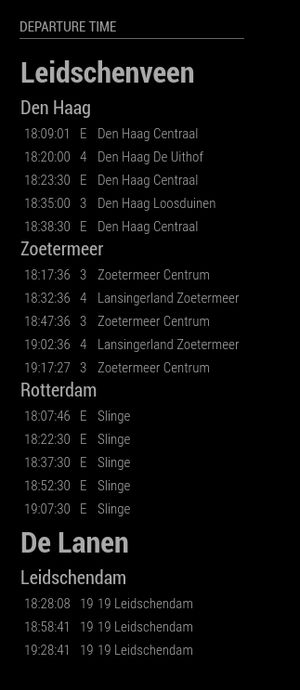 DEPARTURE TIME
Leidschenveen
Den Haag
18:09:01 E Den Haag Centraal
18:20:00 4 Den Haag De Uithof
18:23:30 E Den Haag Centraal
18:35:00 3 Den Haag Loosduinen
18:38:30 E Den Haag Centraal
Zoetermeer
18:17:36 3 Zoetermeer Centrum
18:32:36 4 Lansingerland Zoetermeer
18:47:36 3 Zoetermeer Centrum
19:02:36 4 Lansingerland Zoetermeer
19:17:27 3 Zoetermeer Centrum
Rotterdam
18:07:46 E Slinge
18:22:30 E Slinge
18:37:30 E Slinge
18:52:30 E Slinge
19:07:30 E Slinge
De Lanen
Leidschendam
18:28:08 19 19 Leidschendam
18:58:41 19 19 Leidschendam
19:28:41 19 19 Leidschendam